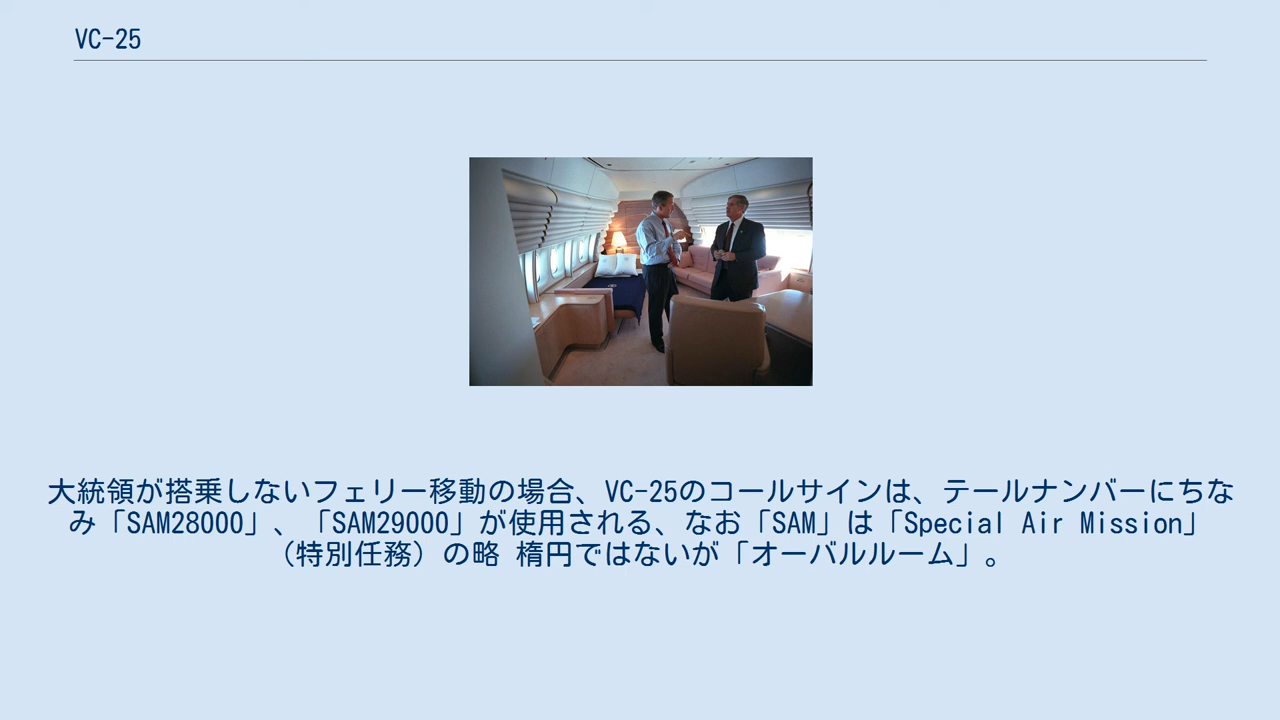 VC-25
大統領が搭乗しないフェリー移動の場合、VC-25のコールサインは、テールナンバーにちな
み「SAM28000」、「SAM29000」が使用される、なお「SAM」は「Special Air Mission」
（特別任務）の略 楕円ではないが「オーバルルーム」。